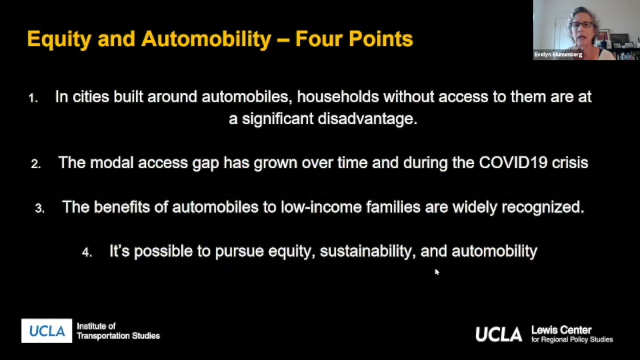 Equity and Automobility – Four Points
Evelyn Blumenberg
1. In cities built around automobiles, households without access to them are at
a significant disadvantage.
2. The modal access gap has grown over time and during the COVID19 crisis
3. The benefits of automobiles to low-income families are widely recognized.
4. It's possible to pursue equity, sustainability, and automobility
UCLA Institute of
Transportation Studies
UCLA Lewis Center
for Regional Policy Studies